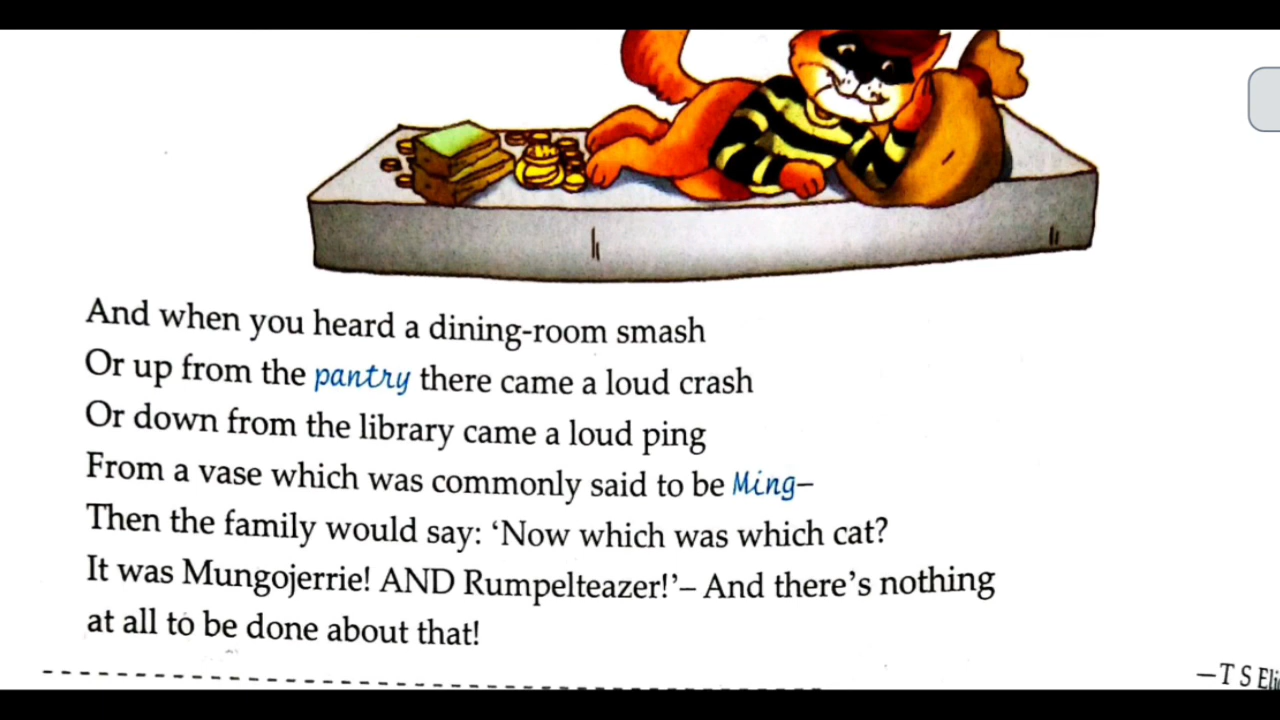 And when you heard a dining-room smash
Or up from the pantry there came a loud crash
Or down from the library came a loud ping
From a vase which was commonly said to be Ming–
Then the family would say: ‘Now which was which cat?
It was Mungojerrie! AND Rumpelteazer!’– And there’s nothing
at all to be done about that!
—T S